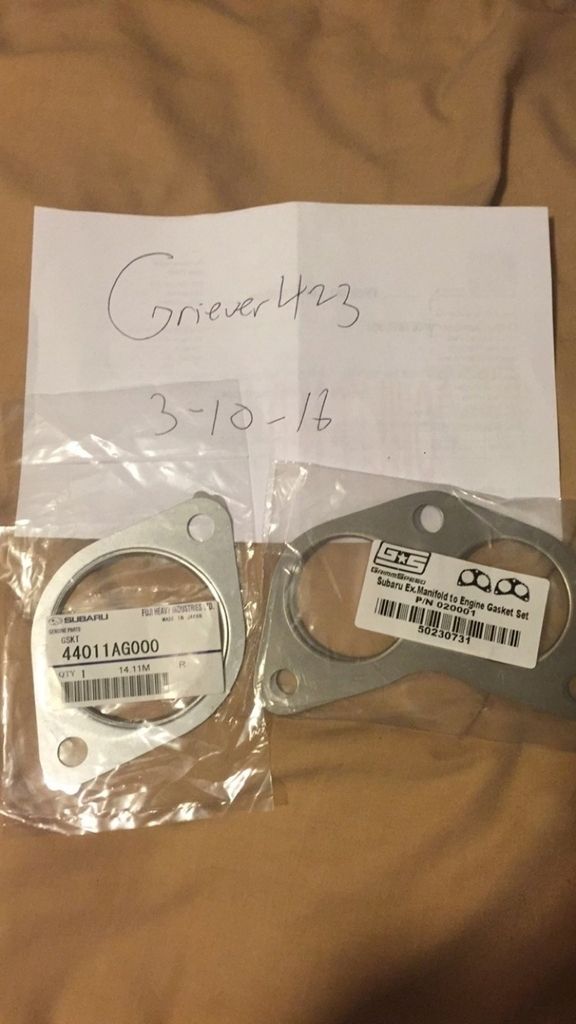 Griever423
3-10-16
SUBARU
FUJI HEAVY INDUSTRIES LTD.
MADE IN JAPAN
GENUINE PARTS
GSKT
44011AG000
QTY 1 14.11M R
GS
GRIMMSPEED
Subaru Ex.Manifold to Engine Gasket Set
P/N 020001
50230731